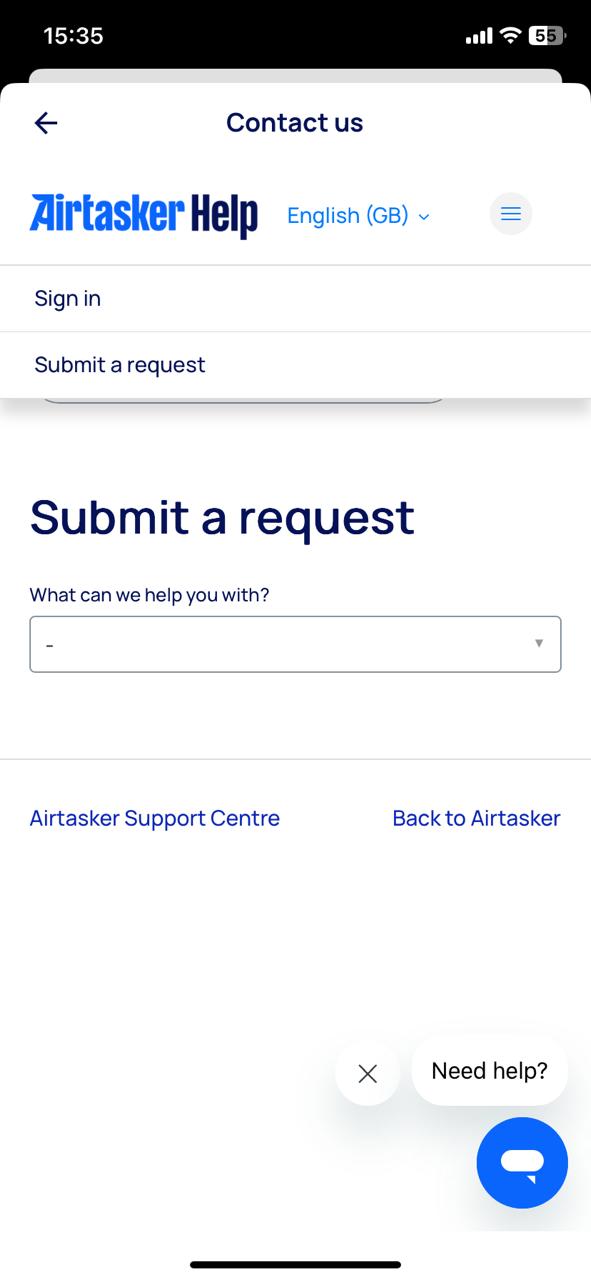 15:35
55
Contact us
Airtasker Help
English (GB)
Sign in
Submit a request
Submit a request
What can we help you with?
-
Airtasker Support Centre
Back to Airtasker
Need help?